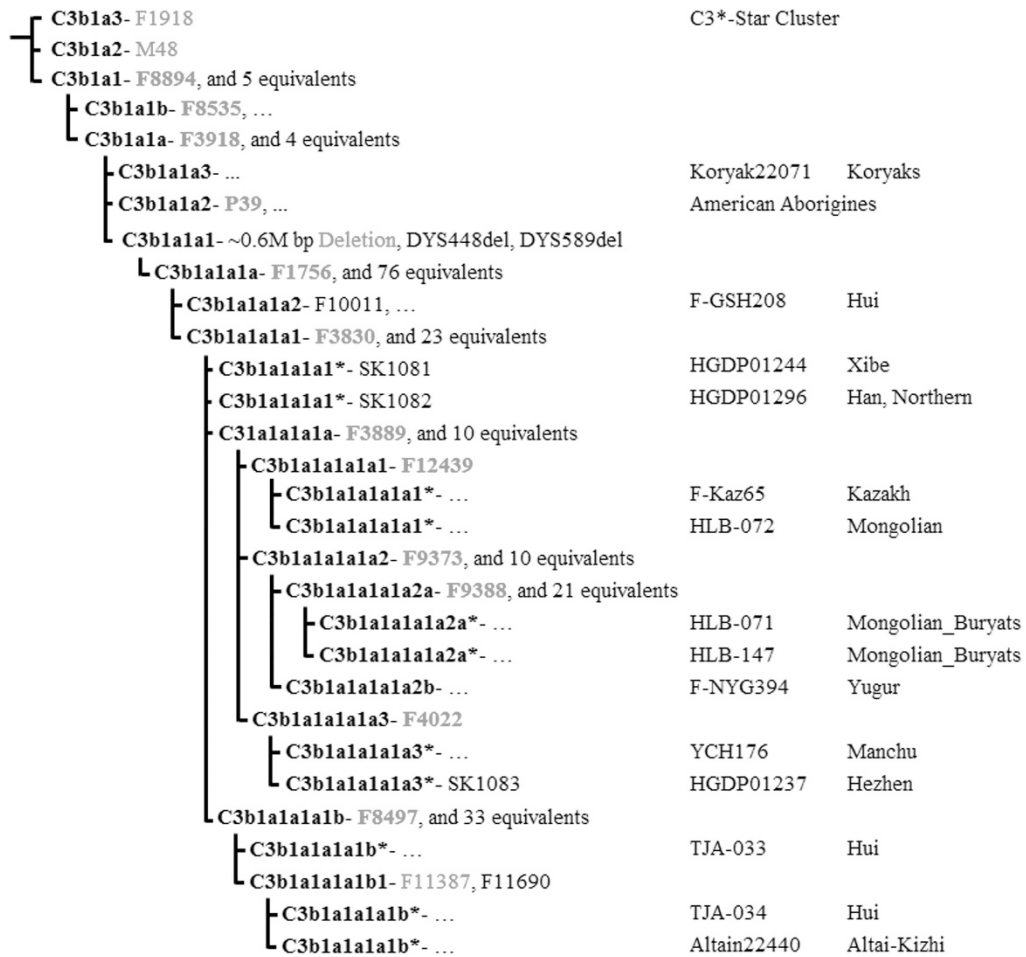 C3b1a3- F1918 C3*-Star Cluster
C3b1a2- M48
C3b1a1- F8894, and 5 equivalents
C3b1a1b- F8535, …
C3b1a1a- F3918, and 4 equivalents
C3b1a1a3- ... Koryak22071 Koryaks
C3b1a1a2- P39, ... American Aborigines
C3b1a1a1- ~0.6M bp Deletion, DYS448del, DYS589del
C3b1a1a1a- F1756, and 76 equivalents
C3b1a1a1a2- F10011, … F-GSH208 Hui
C3b1a1a1a1- F3830, and 23 equivalents
C3b1a1a1a1*- SK1081 HGDP01244 Xibe
C3b1a1a1a1*- SK1082 HGDP01296 Han, Northern
C31a1a1a1a- F3889, and 10 equivalents
C3b1a1a1a1a1- F12439
C3b1a1a1a1a1*- … F-Kaz65 Kazakh
C3b1a1a1a1a1*- … HLB-072 Mongolian
C3b1a1a1a1a2- F9373, and 10 equivalents
C3b1a1a1a1a2a- F9388, and 21 equivalents
C3b1a1a1a1a2a*- … HLB-071 Mongolian_Buryats
C3b1a1a1a1a2a*- … HLB-147 Mongolian_Buryats
C3b1a1a1a1a2b- … F-NYG394 Yugur
C3b1a1a1a1a3- F4022
C3b1a1a1a1a3*- … YCH176 Manchu
C3b1a1a1a1a3*- SK1083 HGDP01237 Hezhen
C3b1a1a1a1b- F8497, and 33 equivalents
C3b1a1a1a1b*- … TJA-033 Hui
C3b1a1a1a1b1- F11387, F11690
C3b1a1a1a1b*- … TJA-034 Hui
C3b1a1a1a1b*- … Altain22440 Altai-Kizhi